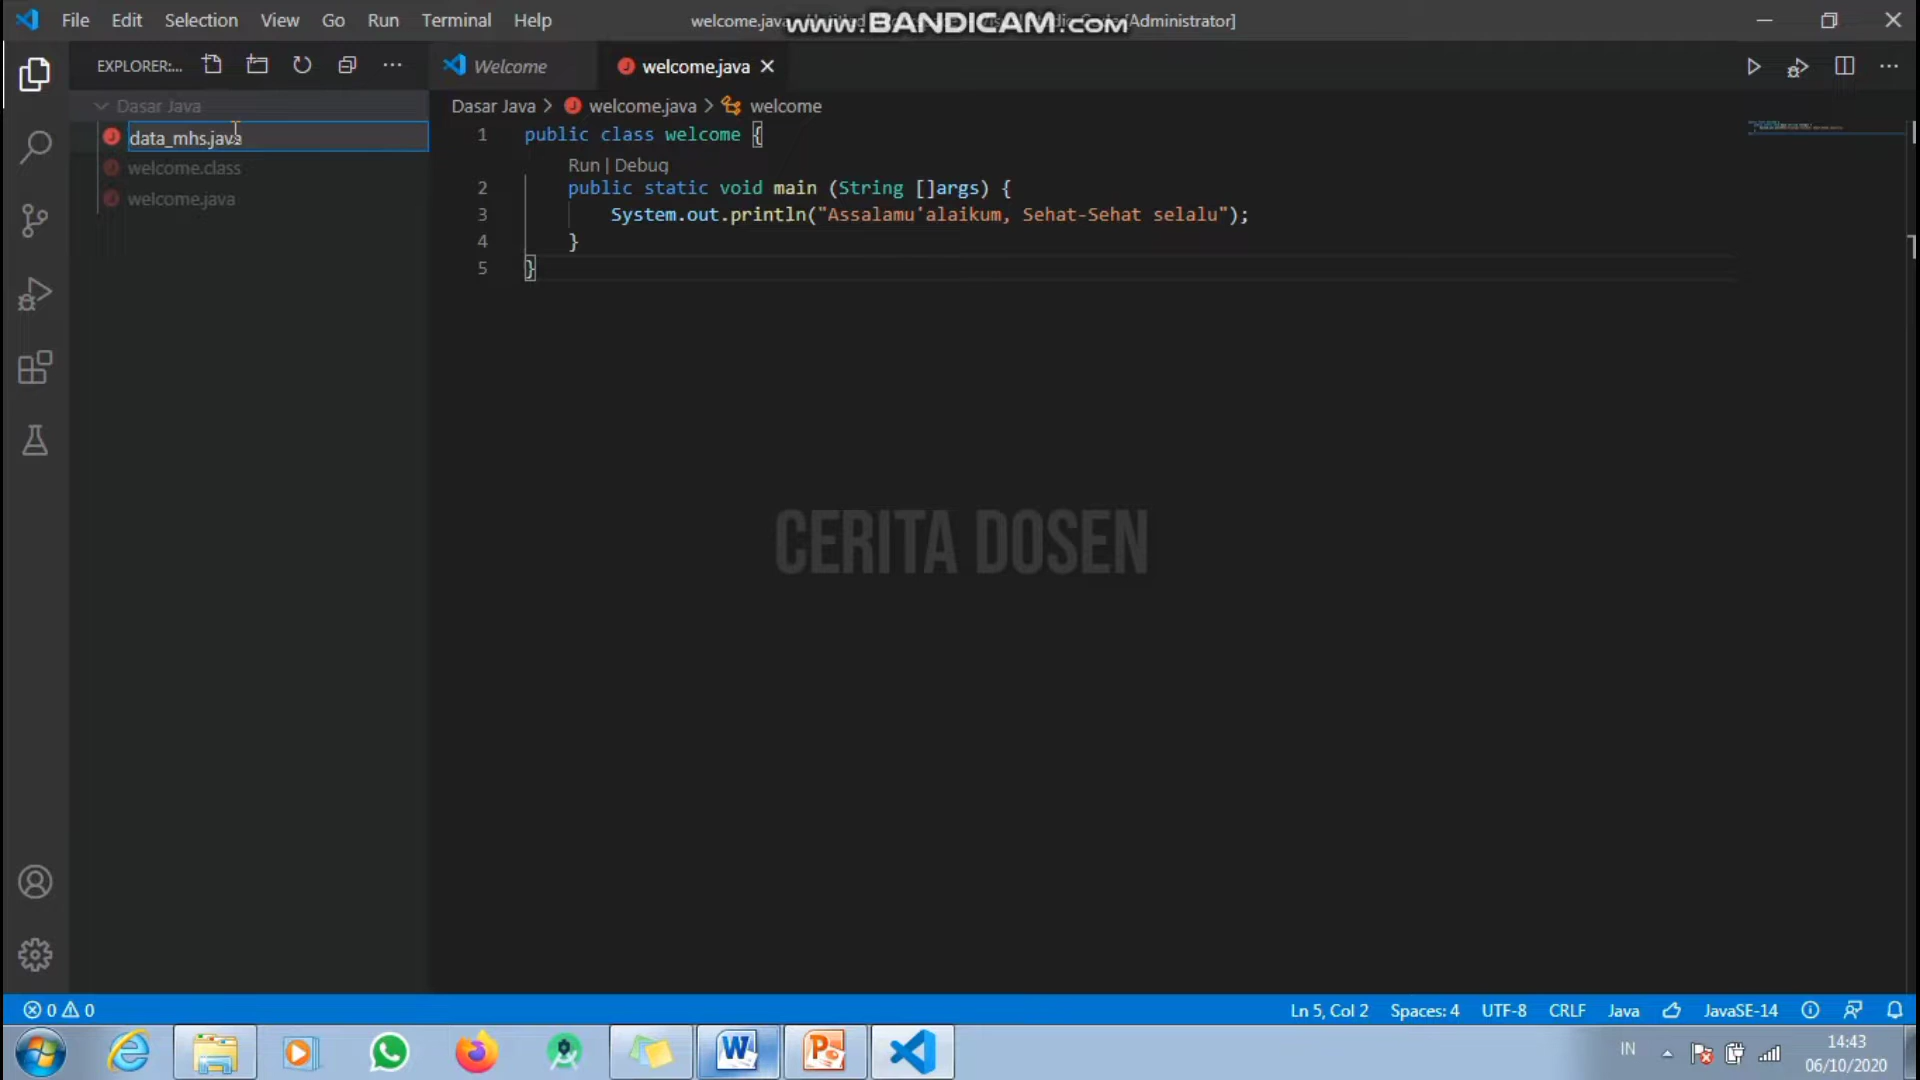 File Edit Selection View Go Run Terminal Help
www.BANDICAM.com
welcome.jav
[Administrator]
EXPLORER:...
Welcome
welcome.java
Dasar Java
Dasar Java > welcome.java > welcome
data_mhs.java
welcome.class
welcome.java
1 public class welcome {
Run | Debug
2 public static void main (String []args) {
3 System.out.println("Assalamu'alaikum, Sehat-Sehat selalu");
4 }
5 }
CERITA DOSEN
0 0
Ln 5, Col 2
Spaces: 4
UTF-8
CRLF
Java
JavaSE-14
IN
14:43
06/10/2020